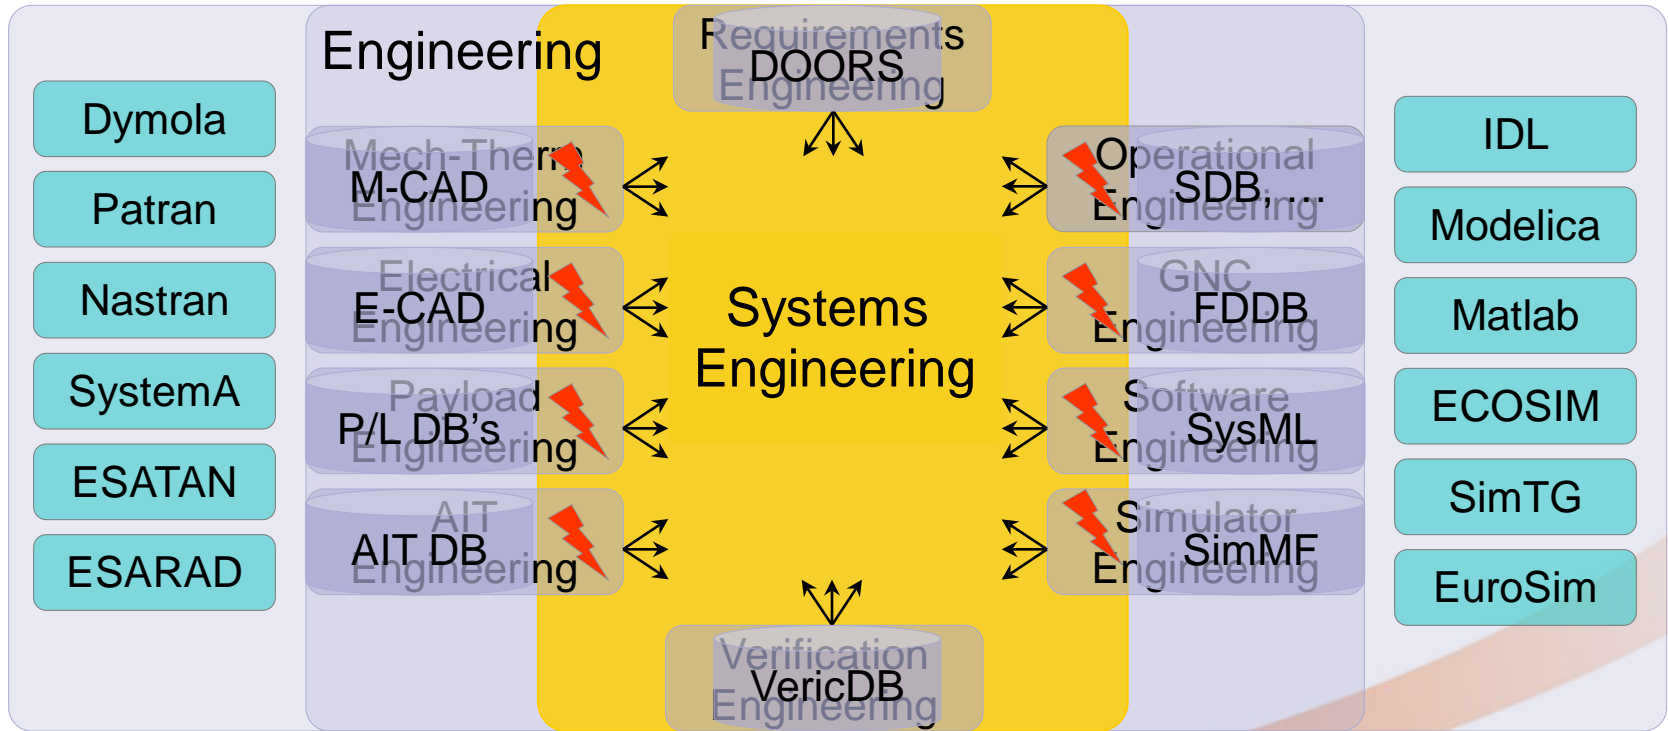 Engineering
Requirements
Engineering
DOORS
Dymola
Patran
Nastran
SystemA
ESATAN
ESARAD
Mech-Therm
Engineering
M-CAD
Electrical
Engineering
E-CAD
Payload
Engineering
P/L DB’s
AIT
Engineering
AIT DB
Systems
Engineering
Operational
Engineering
SDB, …
GNC
Engineering
FDDB
Software
Engineering
SysML
Simulator
Engineering
SimMF
Verification
Engineering
VericDB
IDL
Modelica
Matlab
ECOSIM
SimTG
EuroSim